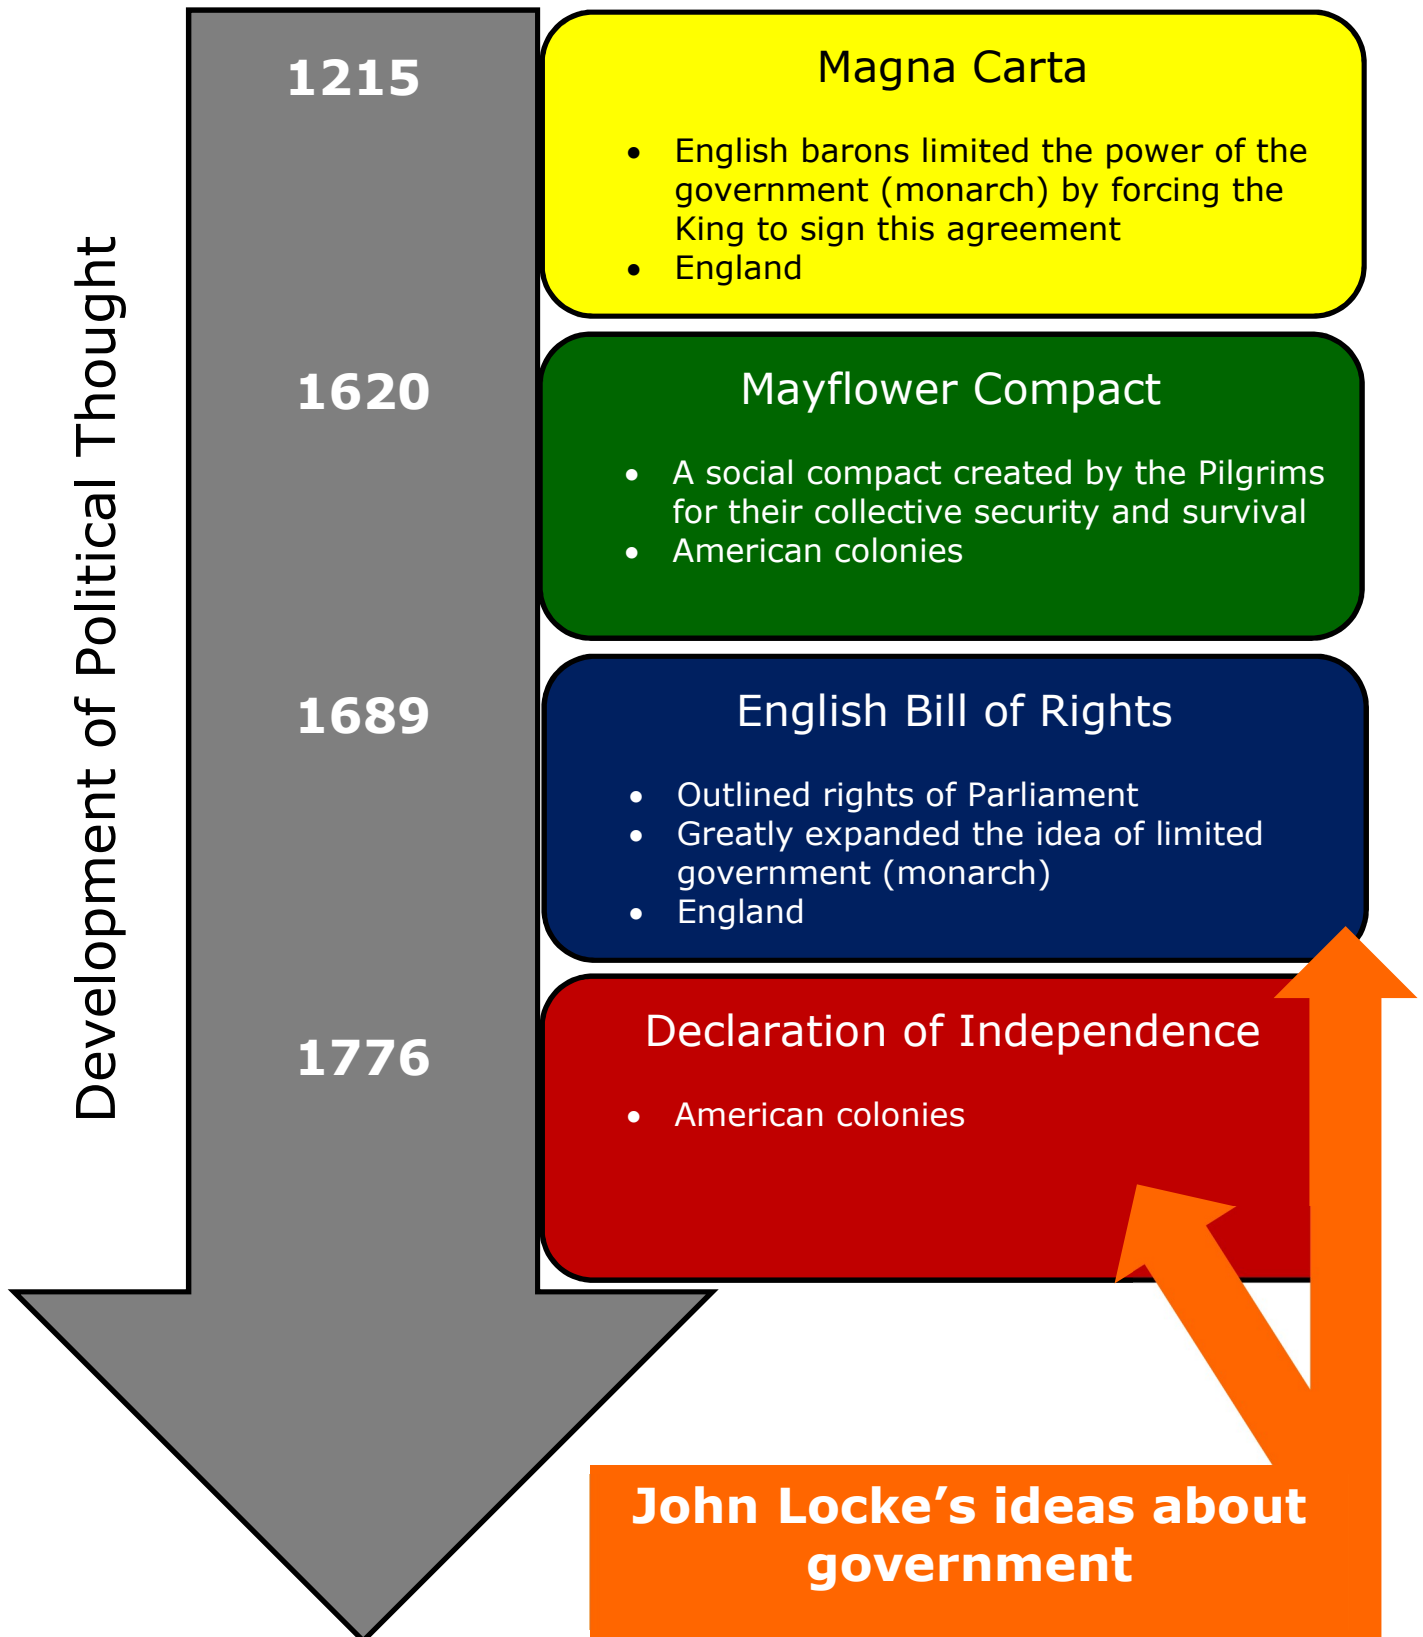 Development of Political Thought
1215
Magna Carta
• English barons limited the power of the
government (monarch) by forcing the
King to sign this agreement
• England
1620
Mayflower Compact
• A social compact created by the Pilgrims
for their collective security and survival
• American colonies
1689
English Bill of Rights
• Outlined rights of Parliament
• Greatly expanded the idea of limited
government (monarch)
• England
1776
Declaration of Independence
• American colonies
John Locke’s ideas about
government